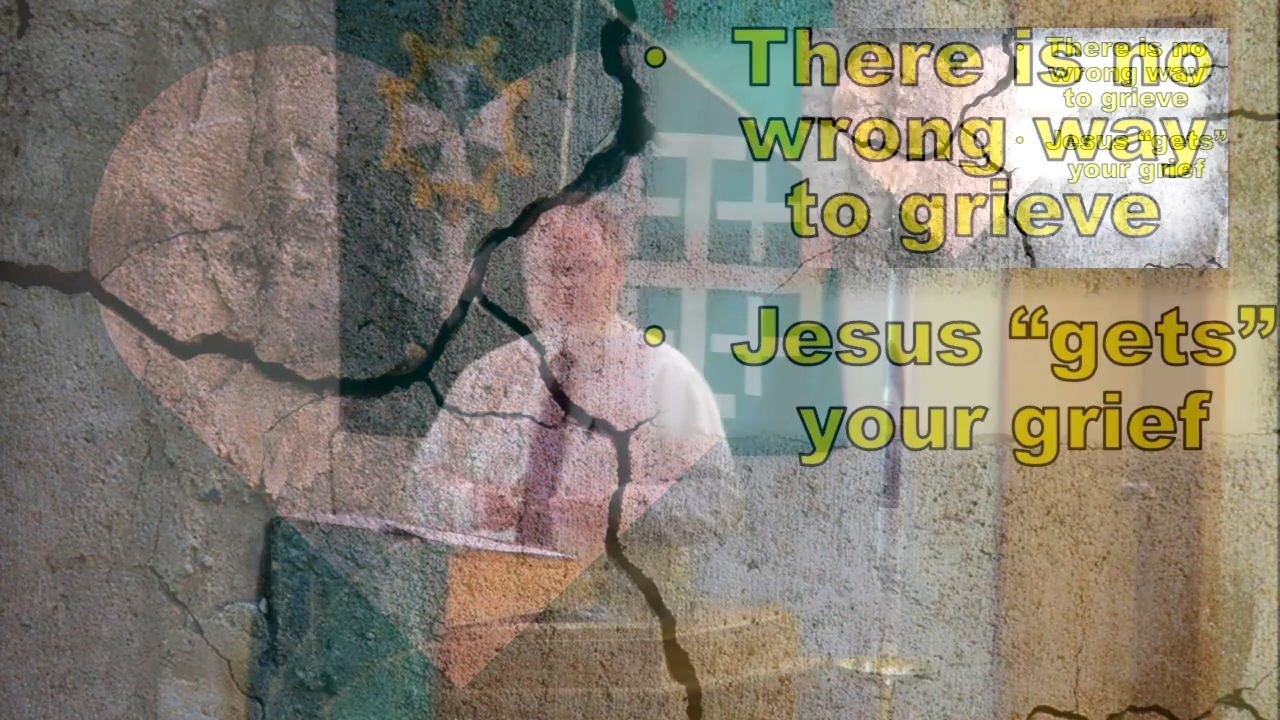 • There is no
wrong way
to grieve
• Jesus “gets”
your grief
• There is no
wrong way
to grieve
• Jesus “gets”
your grief